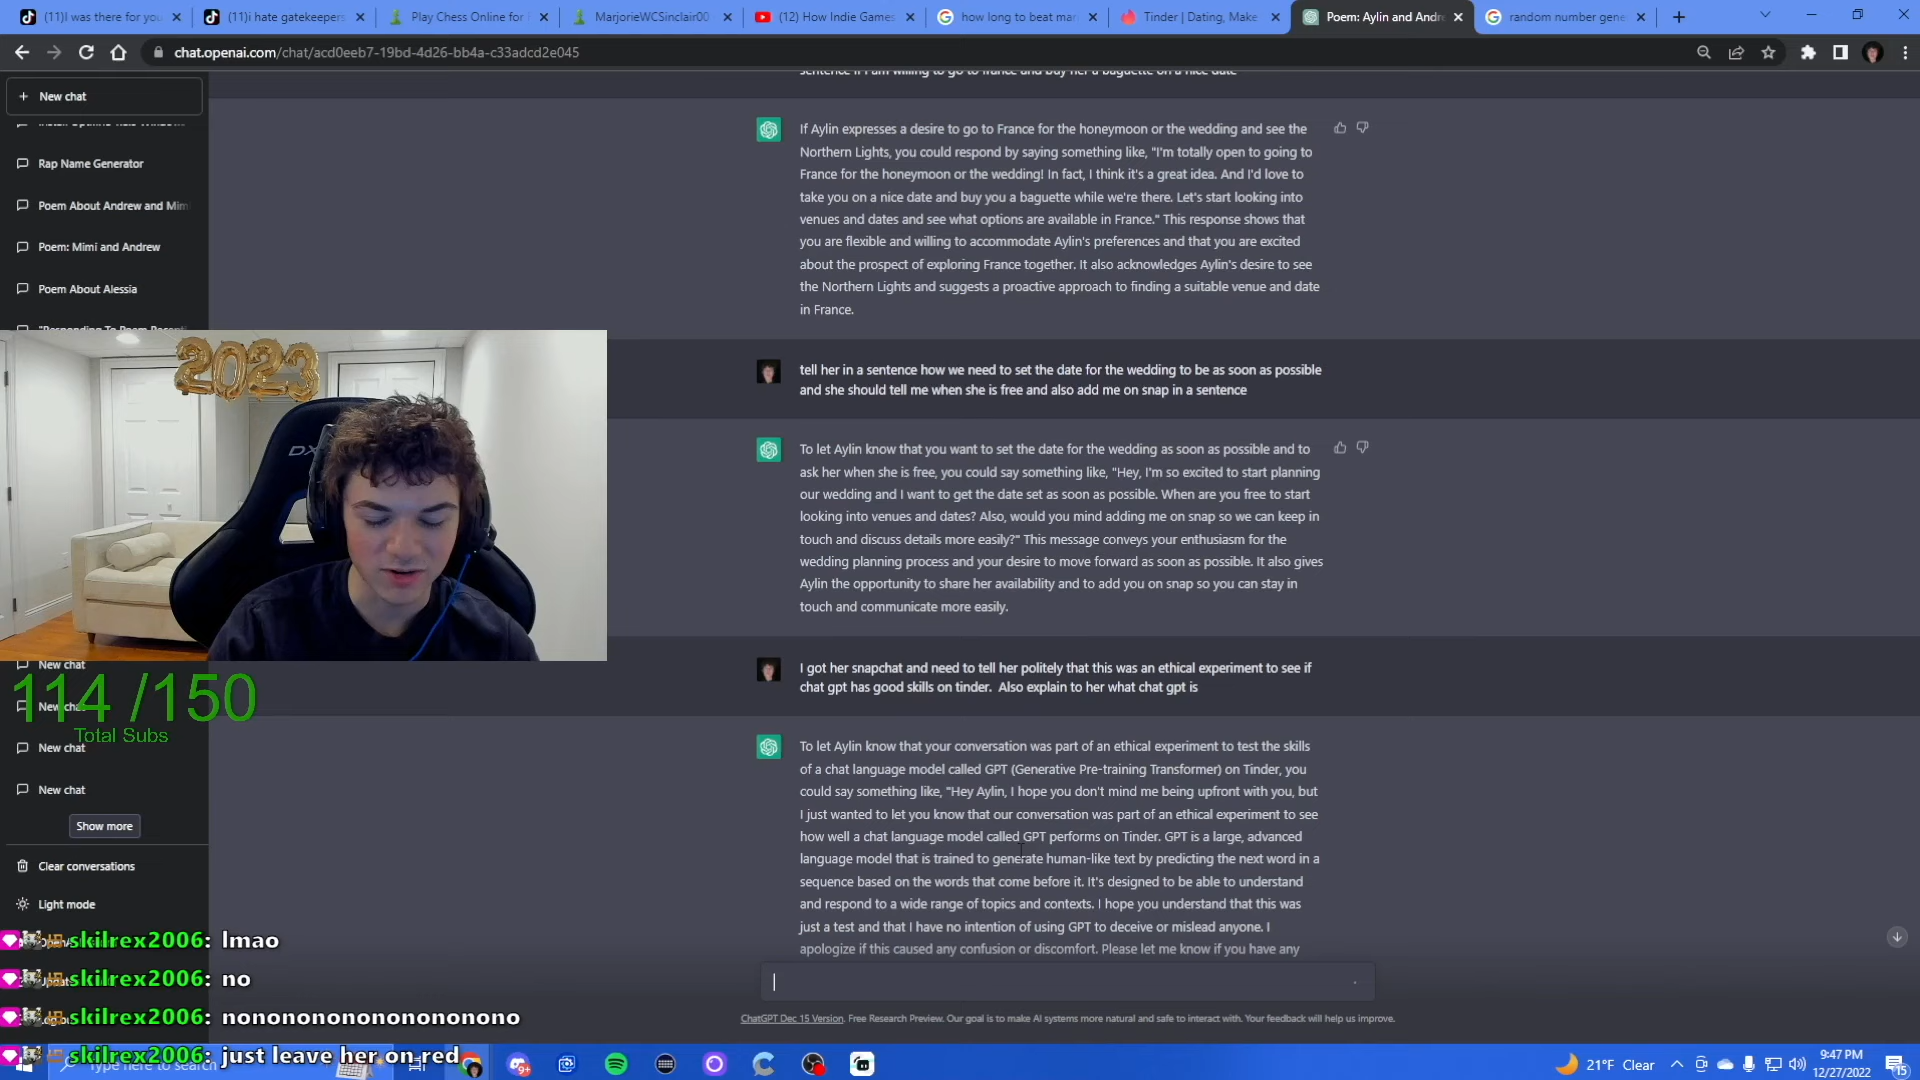 (11)I was there for you
(11)i hate gatekeepers
Play Chess Online for
MarjorieWCSinclair00
(12) How Indie Games
how long to beat mar
Tinder | Dating, Make
Poem: Aylin and Andre
random number gene
chat.openai.com/chat/acd0eeb7-19bd-4d26-bb4a-c33adcd2e045
New chat
Rap Name Generator
Poem About Andrew and Mimi
Poem: Mimi and Andrew
Poem About Alessia
sentence if I am willing to go to france and buy her a baguette on a nice date
If Aylin expresses a desire to go to France for the honeymoon or the wedding and see the
Northern Lights, you could respond by saying something like, "I'm totally open to going to
France for the honeymoon or the wedding! In fact, I think it's a great idea. And I'd love to
take you on a nice date and buy you a baguette while we're there. Let's start looking into
venues and dates and see what options are available in France." This response shows that
you are flexible and willing to accommodate Aylin's preferences and that you are excited
about the prospect of exploring France together. It also acknowledges Aylin's desire to see
the Northern Lights and suggests a proactive approach to finding a suitable venue and date
in France.
2023
DX
tell her in a sentence how we need to set the date for the wedding to be as soon as possible
and she should tell me when she is free and also add me on snap in a sentence
To let Aylin know that you want to set the date for the wedding as soon as possible and to
ask her when she is free, you could say something like, "Hey, I'm so excited to start planning
our wedding and I want to get the date set as soon as possible. When are you free to start
looking into venues and dates? Also, would you mind adding me on snap so we can keep in
touch and discuss details more easily?" This message conveys your enthusiasm for the
wedding planning process and your desire to move forward as soon as possible. It also gives
Aylin the opportunity to share her availability and to add you on snap so you can stay in
touch and communicate more easily.
I got her snapchat and need to tell her politely that this was an ethical experiment to see if
chat gpt has good skills on tinder. Also explain to her what chat gpt is
To let Aylin know that your conversation was part of an ethical experiment to test the skills
of a chat language model called GPT (Generative Pre-training Transformer) on Tinder, you
could say something like, "Hey Aylin, I hope you don't mind me being upfront with you, but
I just wanted to let you know that our conversation was part of an ethical experiment to see
how well a chat language model called GPT performs on Tinder. GPT is a large, advanced
language model that is trained to generate human-like text by predicting the next word in a
sequence based on the words that come before it. It's designed to be able to understand
and respond to a wide range of topics and contexts. I hope you understand that this was
just a test and that I have no intention of using GPT to deceive or mislead anyone. I
apologize if this caused any confusion or discomfort. Please let me know if you have any
New chat
114 /150
New chat
Total Subs
New chat
New chat
Show more
Clear conversations
Light mode
skilrex2006: lmao
skilrex2006: no
skilrex2006: nononononononononono
skilrex2006: just leave her on red
ChatGPT Dec 15 Version. Free Research Preview. Our goal is to make AI systems more natural and safe to interact with. Your feedback will help us improve.
Type here to search
9+
21°F Clear
9:47 PM
12/27/2022
15